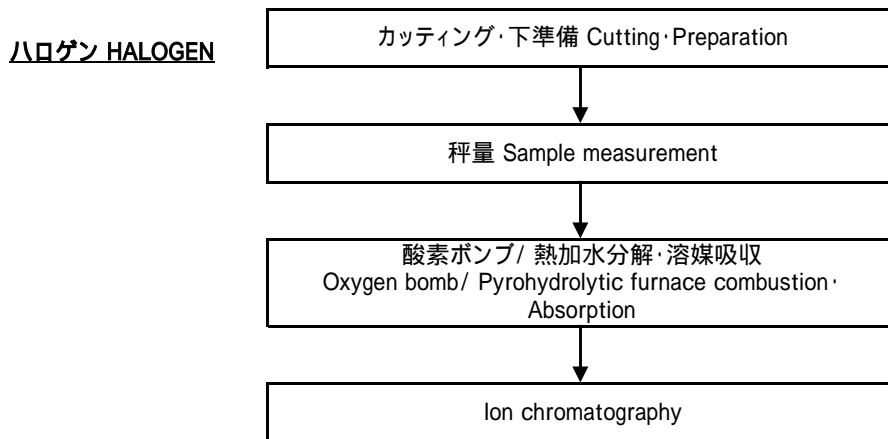 ハロゲン HALOGEN
カッティング･下準備 Cutting･Preparation
秤量 Sample measurement
酸素ボンブ/ 熱加水分解･溶媒吸収
Oxygen bomb/ Pyrohydrolytic furnace combustion･
Absorption
Ion chromatography